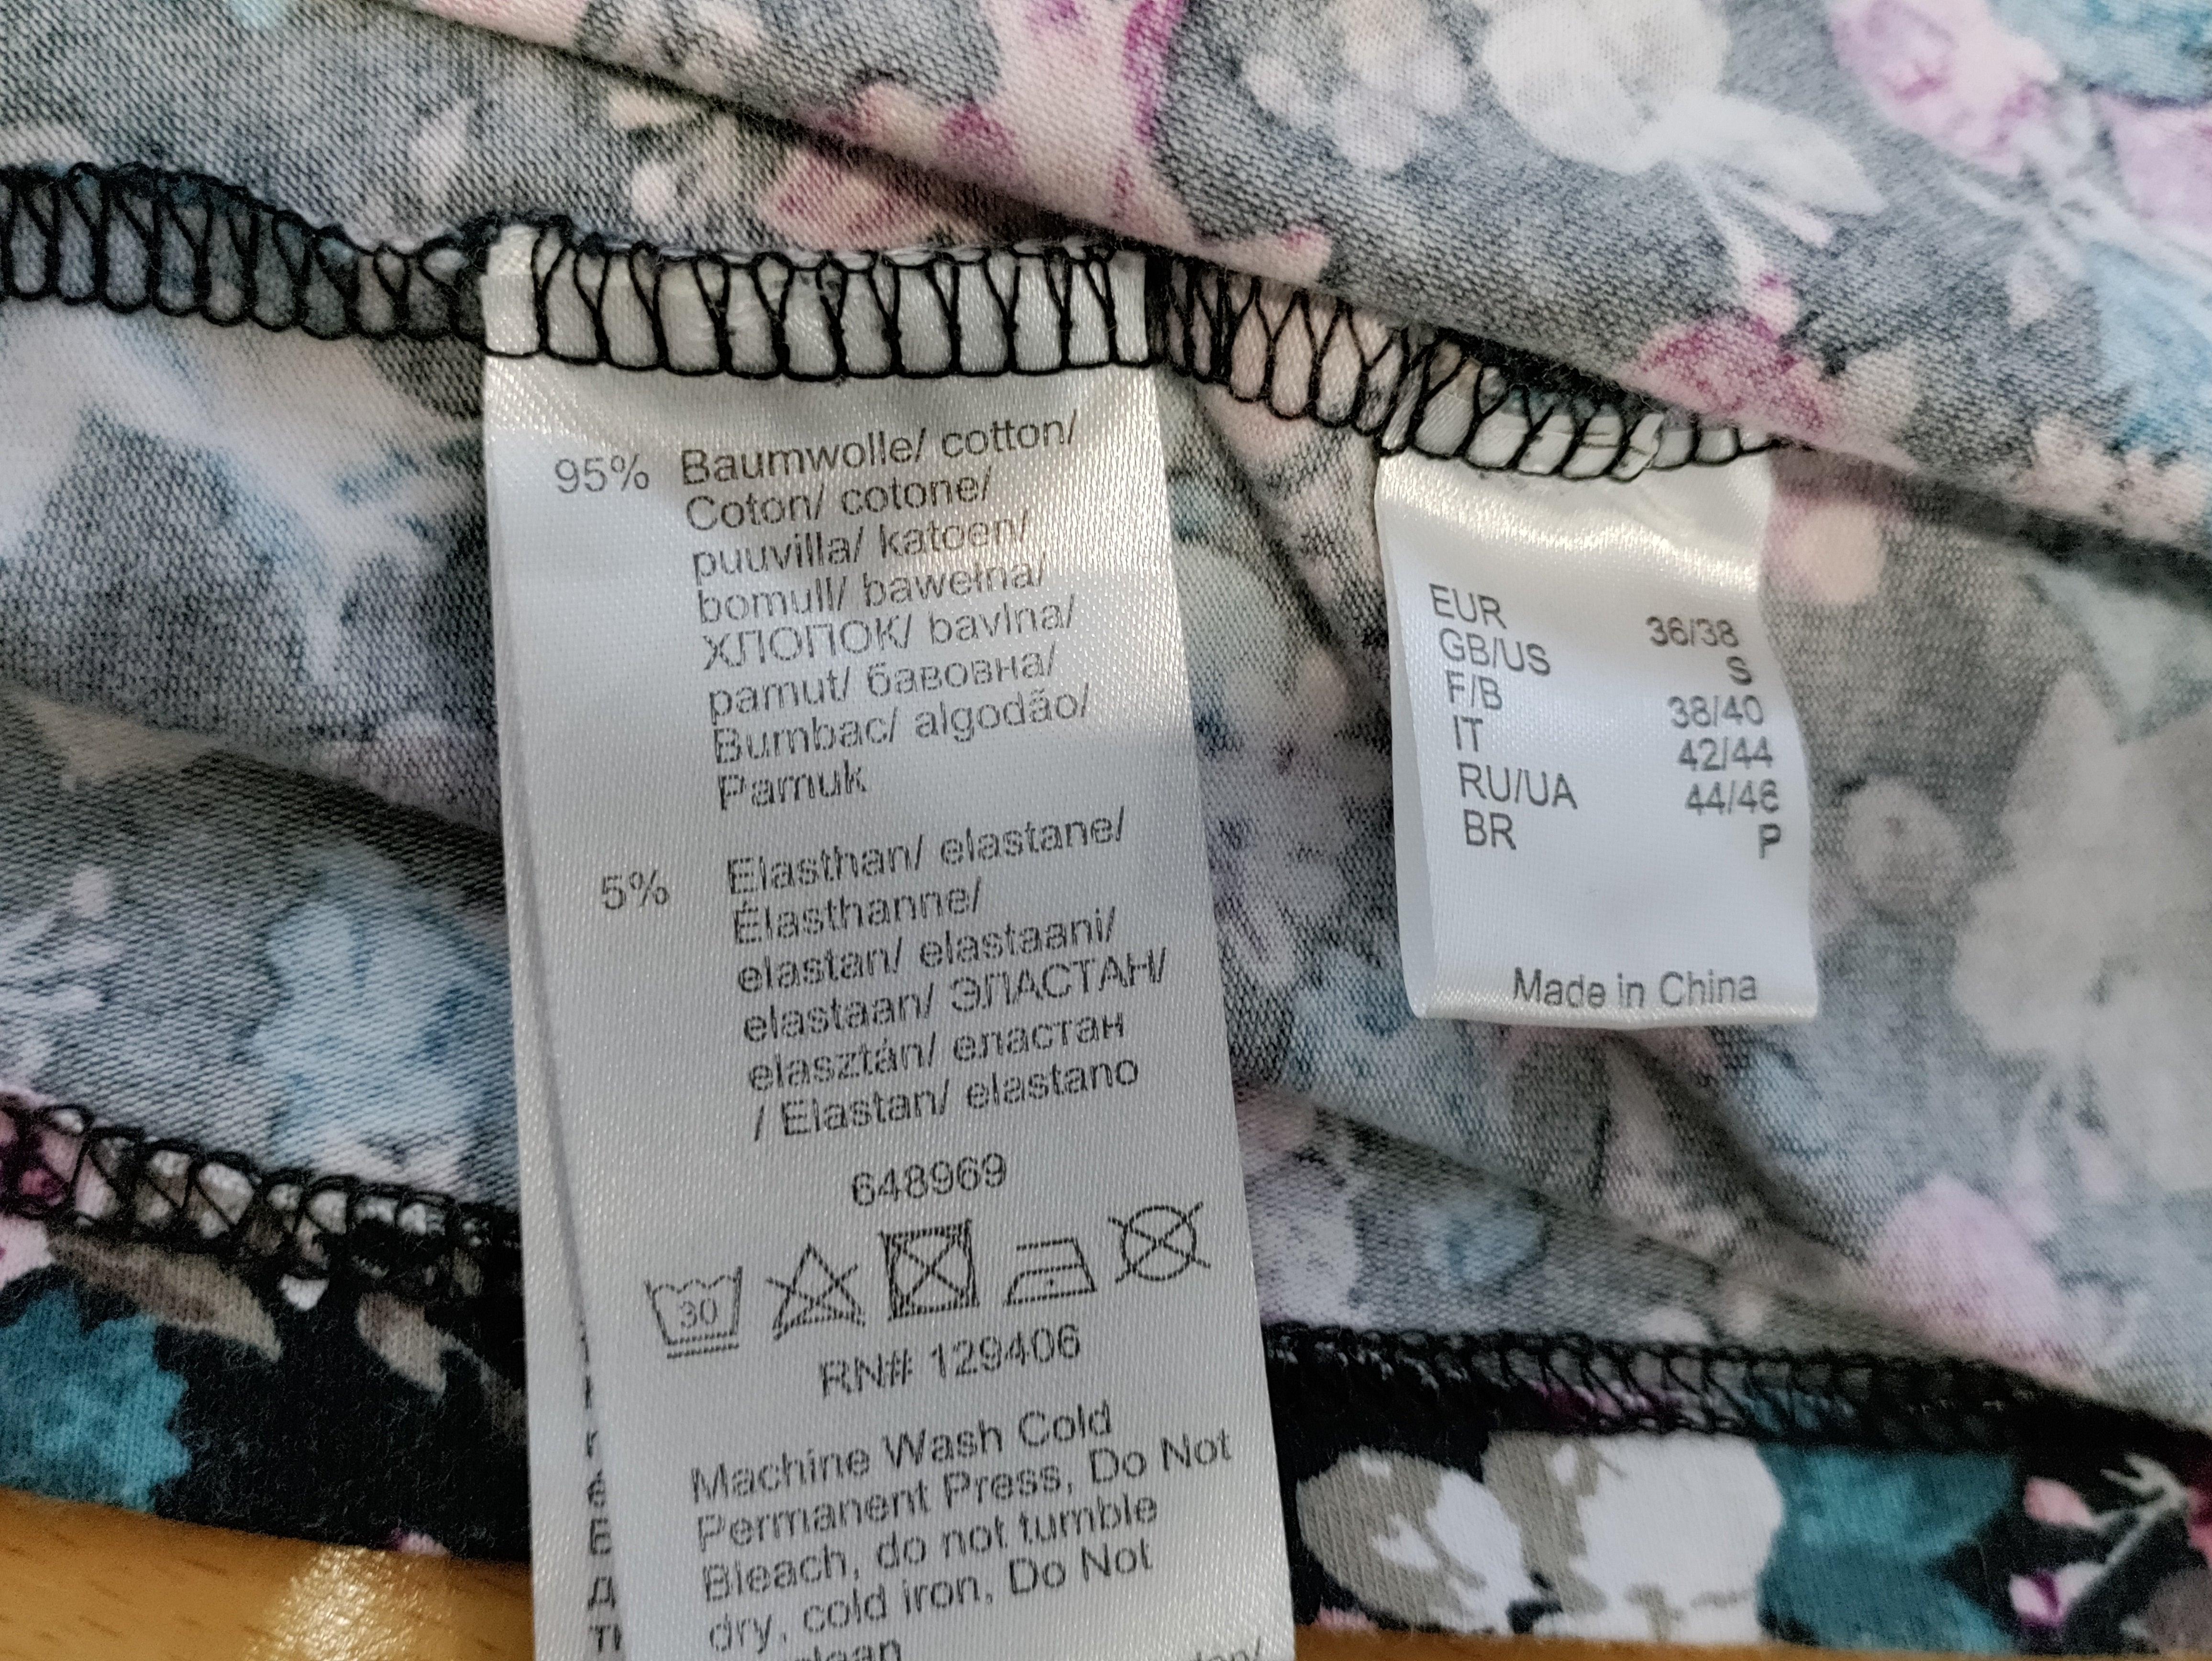 95% Baumwolle/ cotton/
Coton/ cotone/
puuvilla/ katoen/
bomull/ bawełna/
ХЛОПОК/ bavlna/
pamut/ бавовна/
Bumbac/ algodão/
Pamuk
5% Elasthan/ elastane/
Élasthanne/
elastan/ elastaani/
elastaan/ ЭЛАСТАН/
elasztán/ еластан
/ Elastan/ elastano
648969
30
RN# 129406
Machine Wash Cold
Permanent Press, Do Not
Bleach, do not tumble
dry, cold iron, Do Not
EUR 36/38
GB/US S
F/B 38/40
IT 42/44
RU/UA 44/46
BR P
Made in China